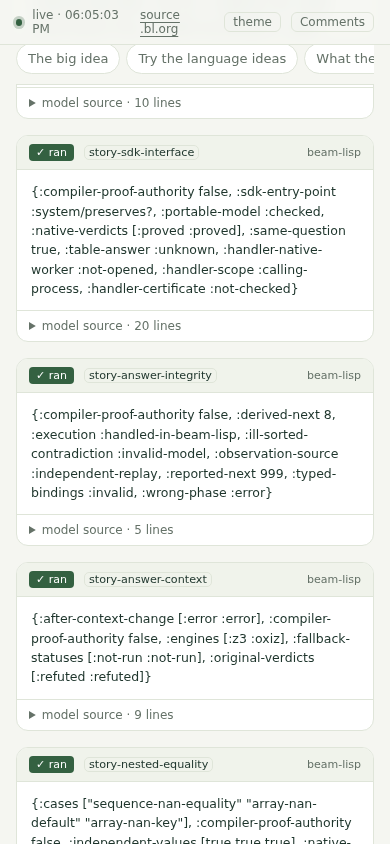 live · 06:05:03 PM
source.bl.org
theme
Comments
The big idea
Try the language ideas
What the
▶ model source · 10 lines
✓ ran story-sdk-interface beam-lisp
{:compiler-proof-authority false, :sdk-entry-point
:system/preserves?, :portable-model :checked,
:native-verdicts [:proved :proved], :same-question
true, :table-answer :unknown, :handler-native-
worker :not-opened, :handler-scope :calling-
process, :handler-certificate :not-checked}
▶ model source · 20 lines
✓ ran story-answer-integrity beam-lisp
{:compiler-proof-authority false, :derived-next 8,
:execution :handled-in-beam-lisp, :ill-sorted-
contradiction :invalid-model, :observation-source
:independent-replay, :reported-next 999, :typed-
bindings :invalid, :wrong-phase :error}
▶ model source · 5 lines
✓ ran story-answer-context beam-lisp
{:after-context-change [:error :error], :compiler-
proof-authority false, :engines [:z3 :oxiz], :fallback-
statuses [:not-run :not-run], :original-verdicts
[:refuted :refuted]}
▶ model source · 9 lines
✓ ran story-nested-equality beam-lisp
{:cases ["sequence-nan-equality" "array-nan-
default" "array-nan-key"], :compiler-proof-authority
false, :independent-values [true true true], :native-